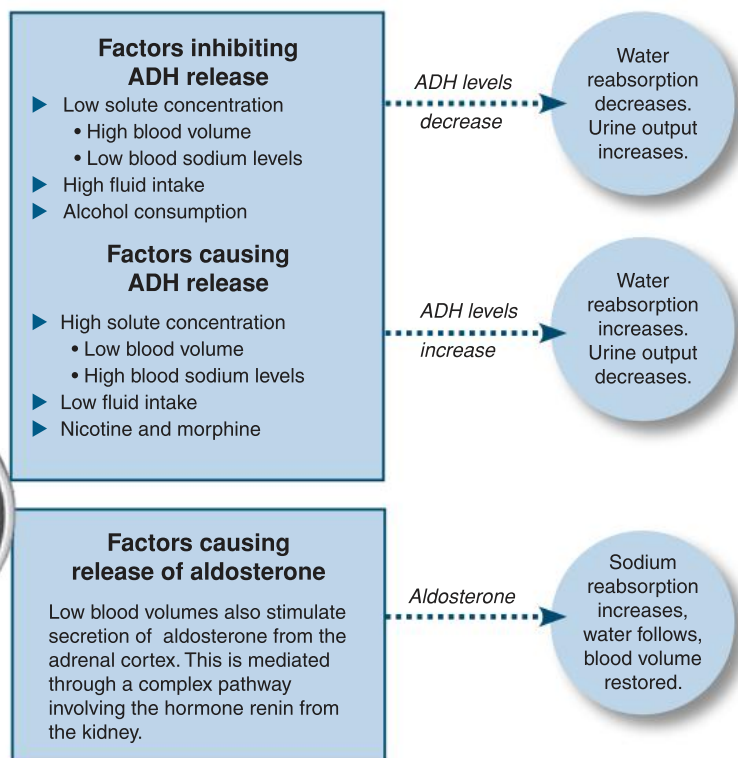 Factors inhibiting
ADH release
▶ Low solute concentration
• High blood volume
• Low blood sodium levels
▶ High fluid intake
▶ Alcohol consumption
ADH levels
decrease
Water
reabsorption
decreases.
Urine output
increases.
Factors causing
ADH release
▶ High solute concentration
• Low blood volume
• High blood sodium levels
▶ Low fluid intake
▶ Nicotine and morphine
ADH levels
increase
Water
reabsorption
increases.
Urine output
decreases.
Factors causing
release of aldosterone
Low blood volumes also stimulate
secretion of aldosterone from the
adrenal cortex. This is mediated
through a complex pathway
involving the hormone renin from
the kidney.
Aldosterone
Sodium
reabsorption
increases,
water follows,
blood volume
restored.